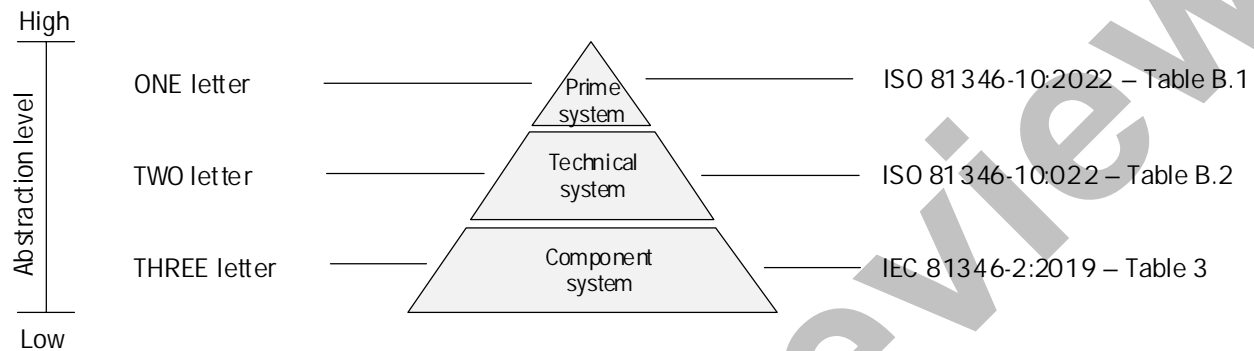 High
ONE letter
Prime
system
ISO 81346-10:2022 – Table B.1
Abstraction level
TWO letter
Technical
system
ISO 81346-10:022 – Table B.2
THREE letter
Component
system
IEC 81346-2:2019 – Table 3
Low